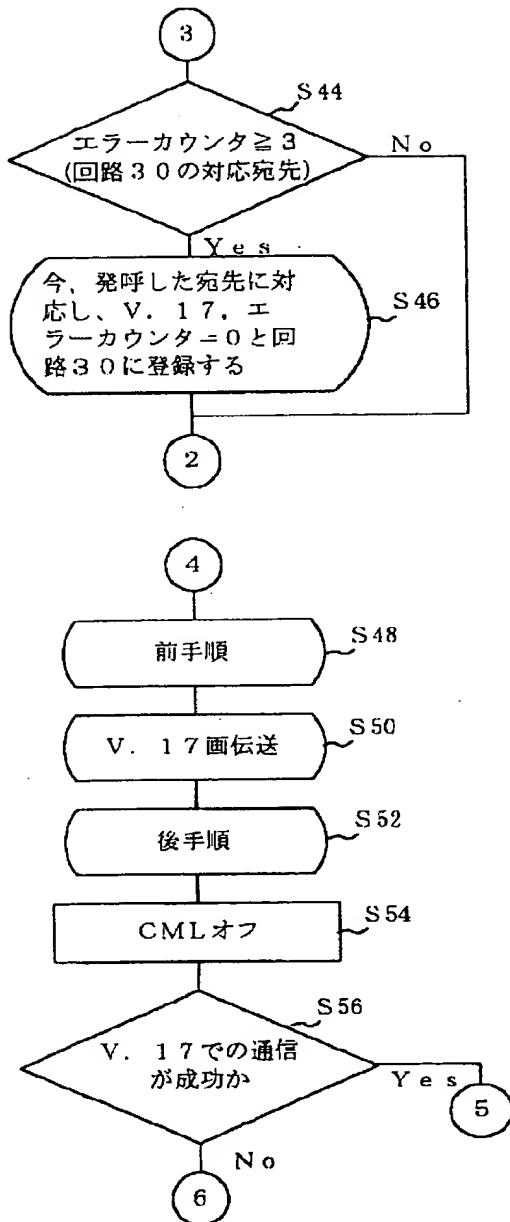 3
S44
エラーカウンタ≧3
(回路30の対応宛先)
No
Yes
今、発呼した宛先に対
応し、V. 17, エ
ラーカウンター=0と回
路30に登録する
S46
2
4
前手順
S48
V. 17画伝送
S50
後手順
S52
CMLオフ
S54
S56
V. 17での通信
が成功か
Yes
5
No
6